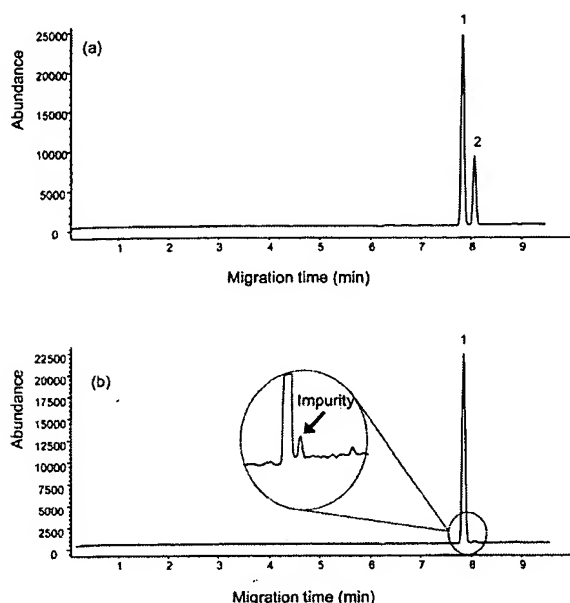 (a)
1
2
Abundance
25000
20000
15000
10000
5000
0
1 2 3 4 5 6 7 8 9
Migration time (min)
(b)
1
Abundance
22500
20000
17500
15000
12500
10000
7500
5000
2500
0
Impurity
1 2 3 4 5 6 7 8 9
Migration time (min)